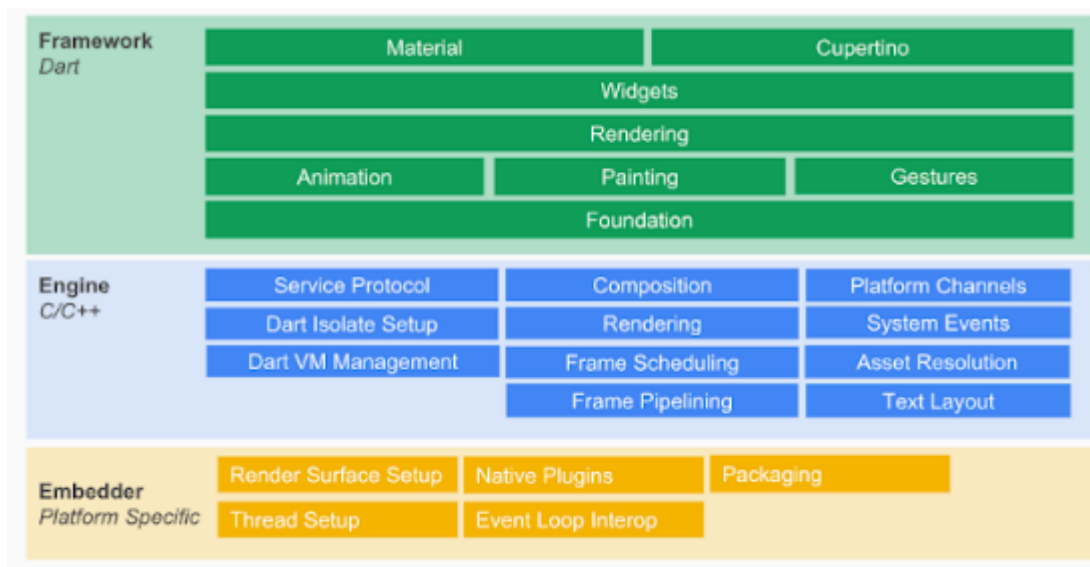 Framework
Dart
Material Cupertino
Widgets
Rendering
Animation Painting Gestures
Foundation
Engine
C/C++
Service Protocol Composition Platform Channels
Dart Isolate Setup Rendering System Events
Dart VM Management Frame Scheduling Asset Resolution
Frame Pipelining Text Layout
Embedder
Platform Specific
Render Surface Setup Native Plugins Packaging
Thread Setup Event Loop Interop